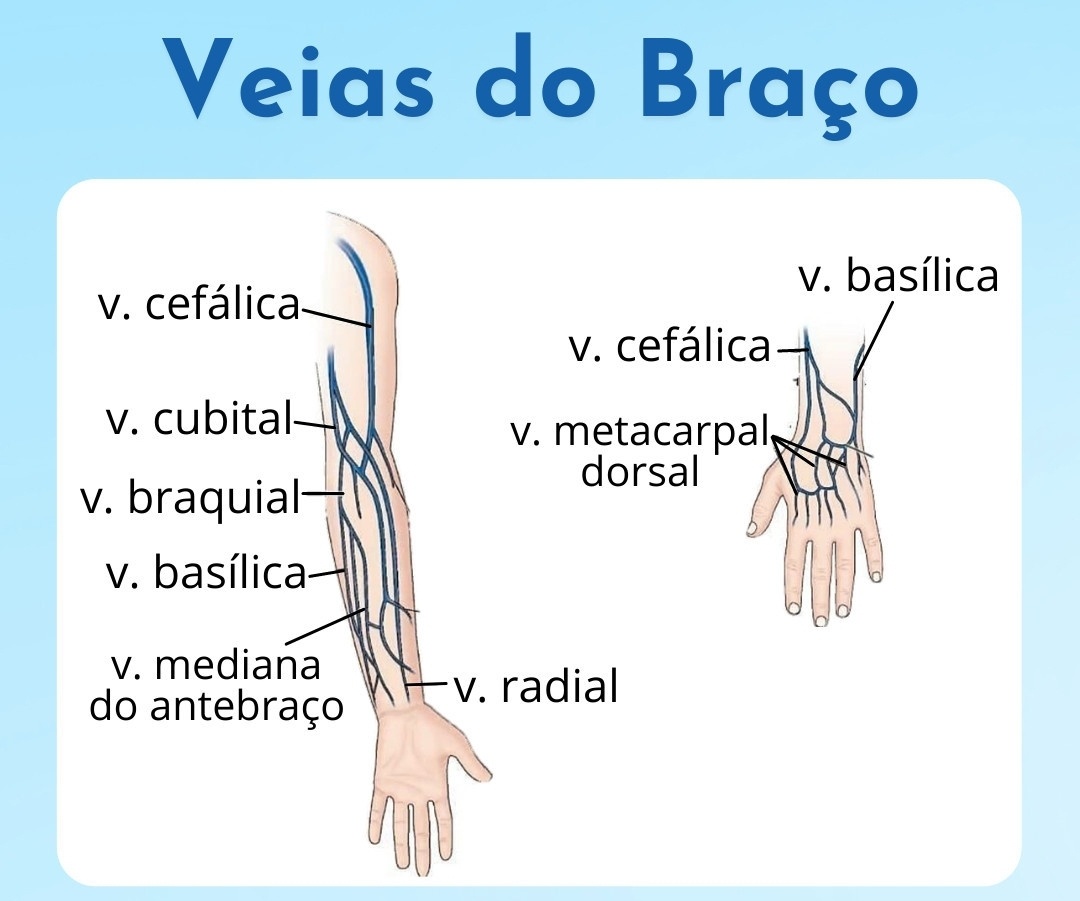 Veias do Braço
v. cefálica
v. cubital
v. braquial
v. basílica
v. mediana
do antebraço
v. radial
v. basílica
v. cefálica
v. metacarpal
dorsal